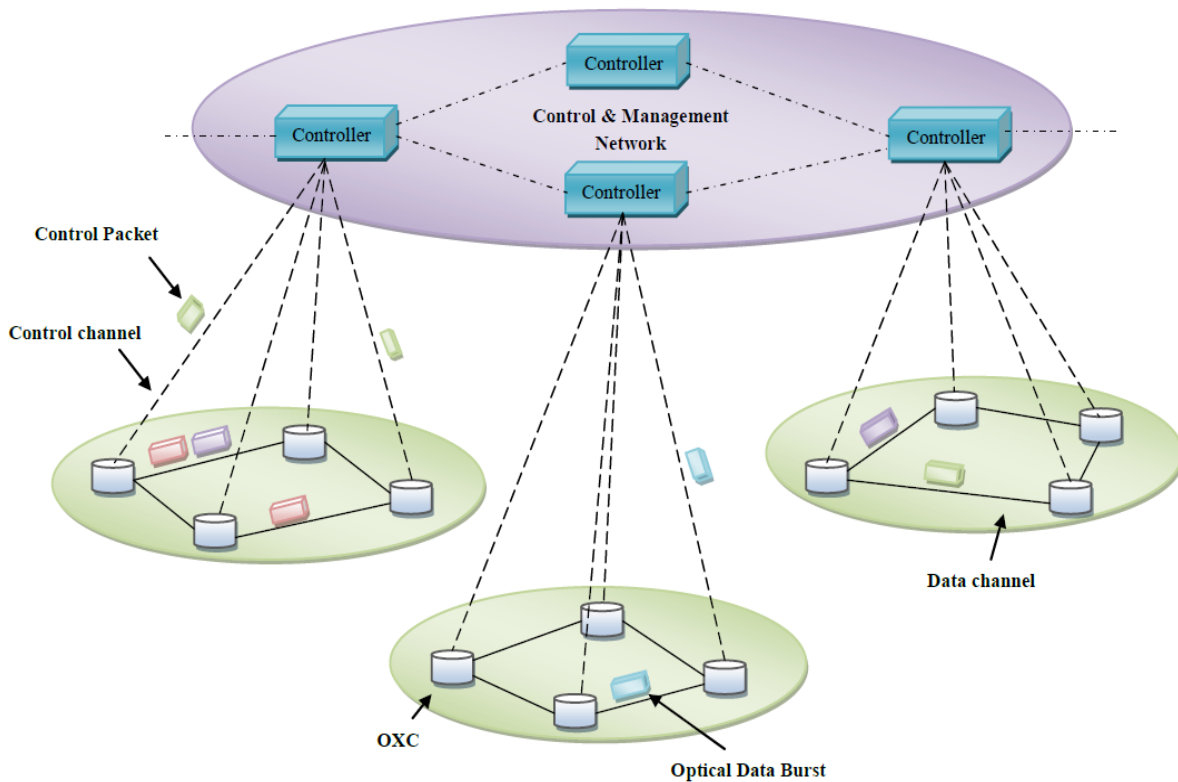 Controller
Control & Management
Network
Controller
Controller
Controller
Control Packet
Control channel
Data channel
OXC
Optical Data Burst